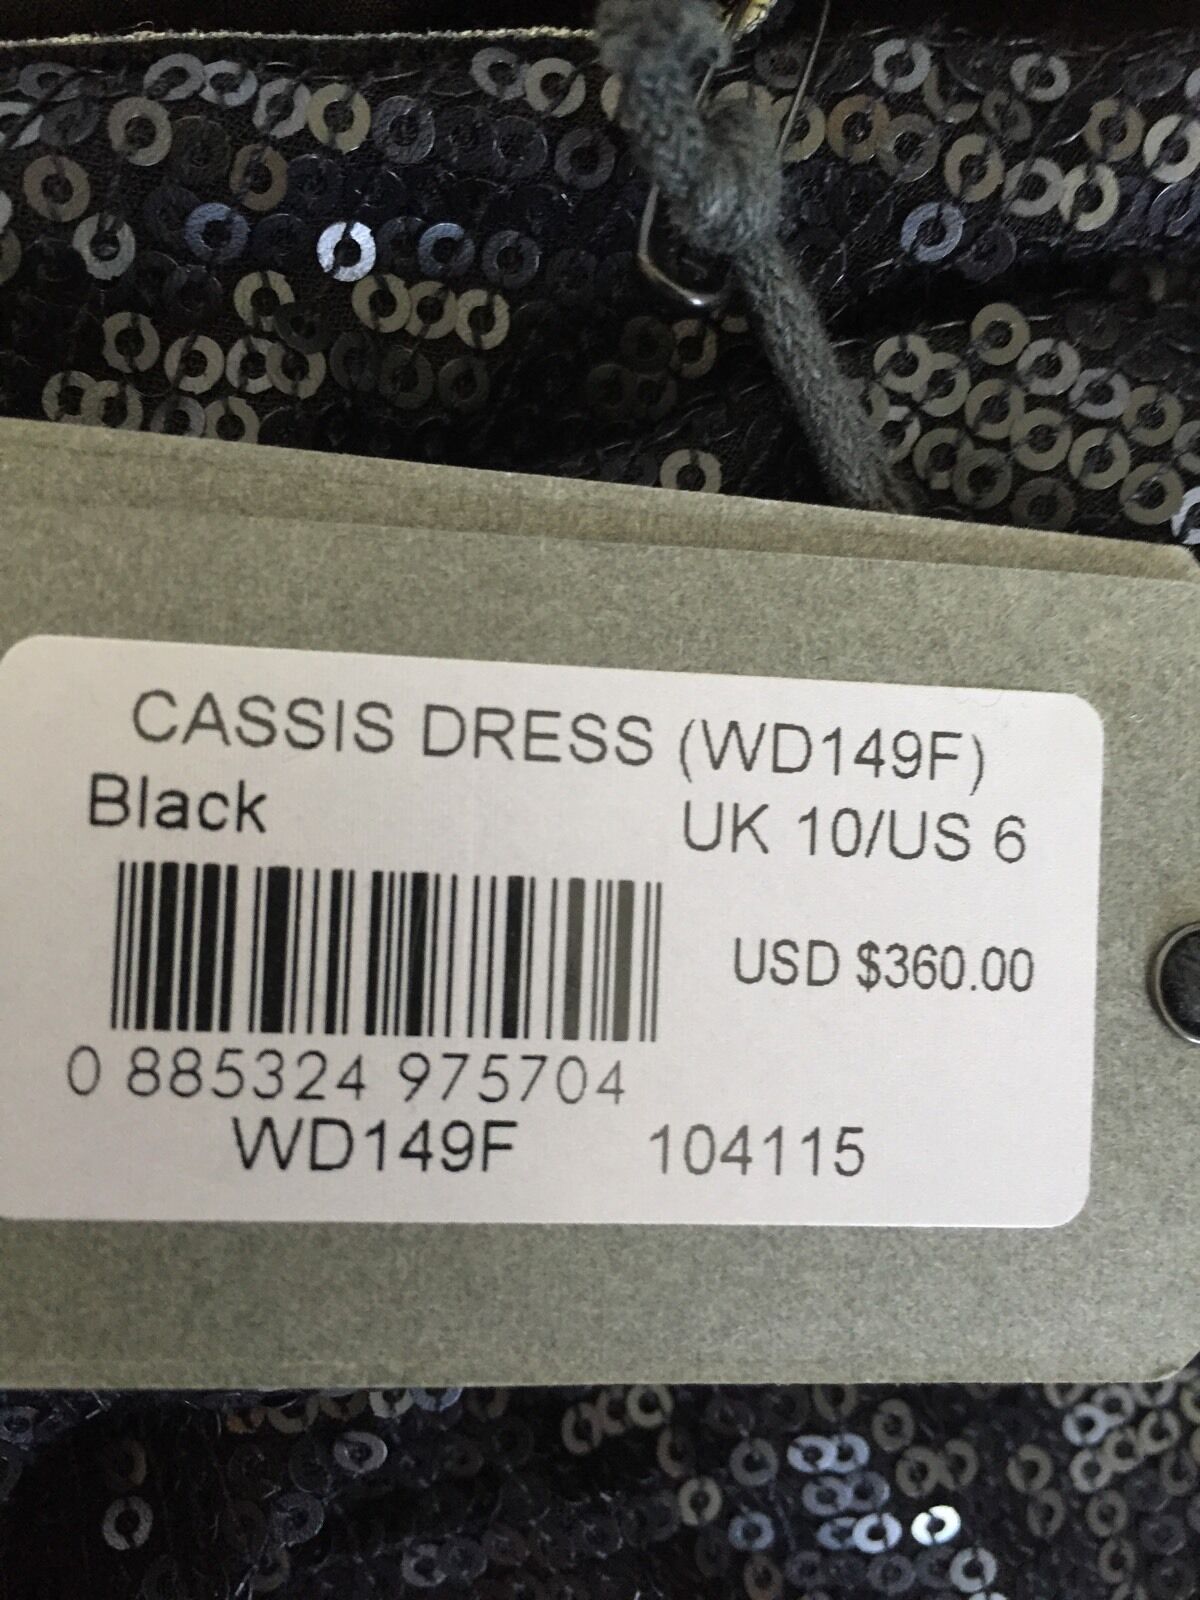 CASSIS DRESS (WD149F)
Black UK 10/US 6
USD $360.00
0 885324 975704
WD149F 104115